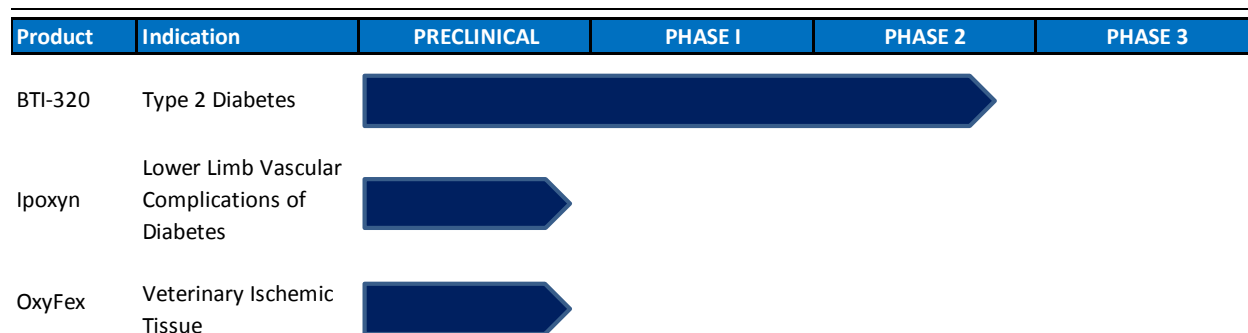 Product Indication PRECLINICAL PHASE I PHASE 2 PHASE 3
BTI-320 Type 2 Diabetes
Lower Limb Vascular
Ipoxyn Complications of
Diabetes
OxyFex Veterinary Ischemic
Tissue